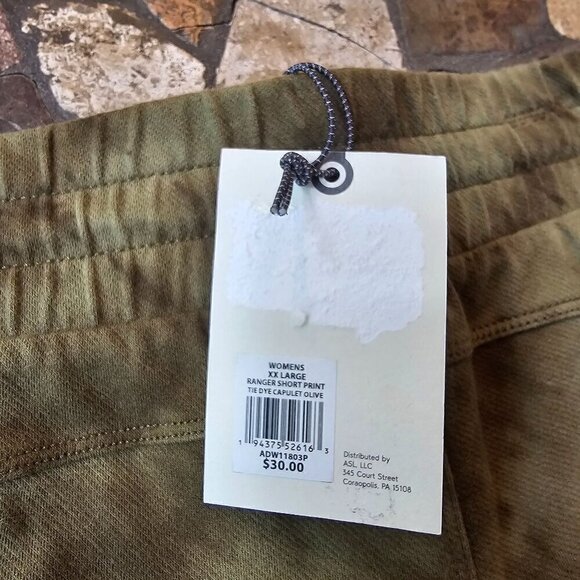 WOMENS
XX LARGE
RANGER SHORT PRINT
TIE DYE CAPULET OLIVE
1 94375 52616 3
ADW11803P
$30.00
Distributed by
ASL, LLC
345 Court Street
Coraopolis, PA 15108